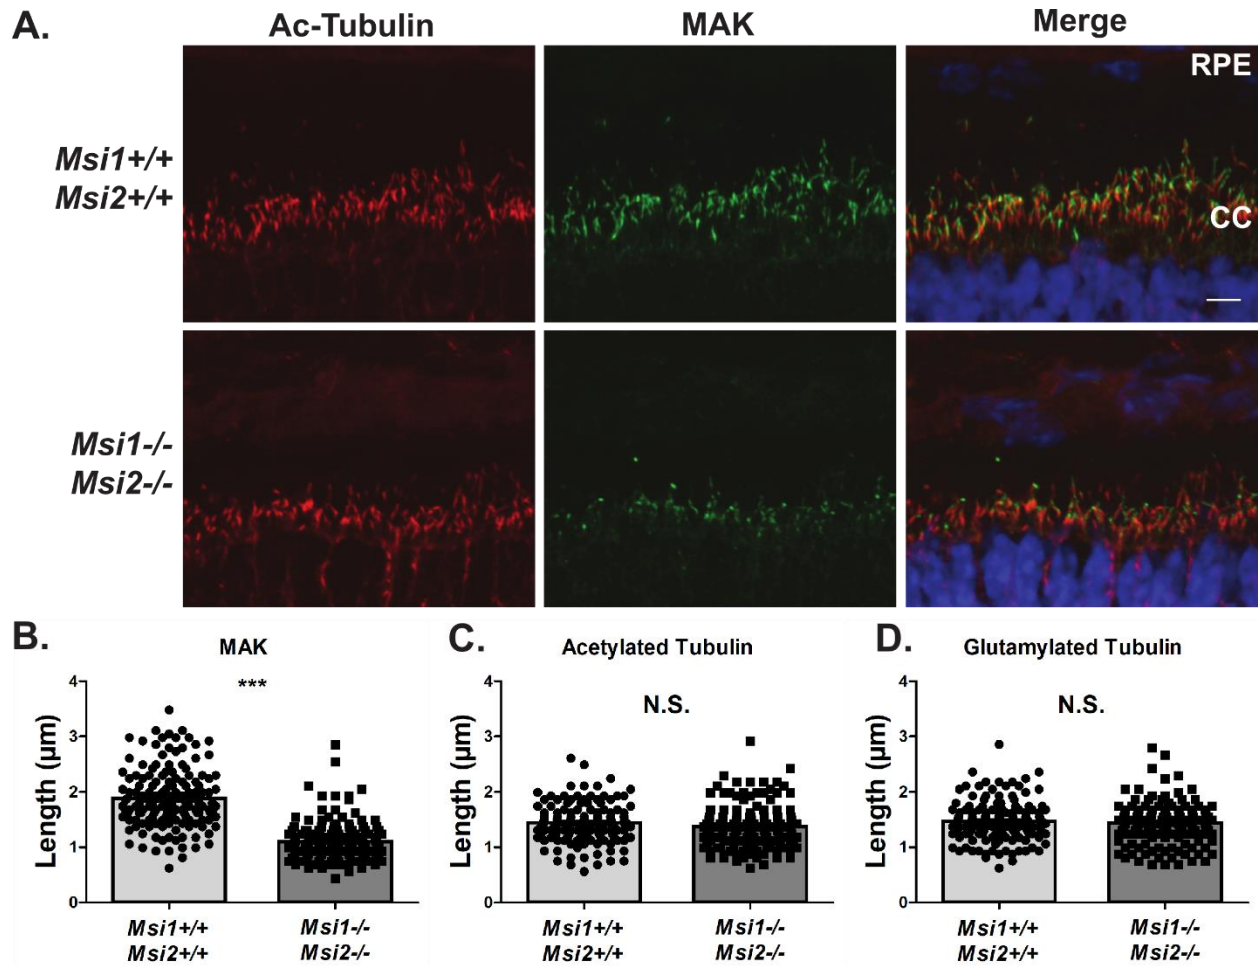 A.
Ac-Tubulin
MAK
Merge
Msi1+/+
Msi2+/+
RPE
CC
Msi1-/-
Msi2-/-
B.
MAK
***
Length (µm)
4
3
2
1
0
Msi1+/+
Msi2+/+
Msi1-/-
Msi2-/-
C.
Acetylated Tubulin
N.S.
Length (µm)
4
3
2
1
0
Msi1+/+
Msi2+/+
Msi1-/-
Msi2-/-
D.
Glutamylated Tubulin
N.S.
Length (µm)
4
3
2
1
0
Msi1+/+
Msi2+/+
Msi1-/-
Msi2-/-